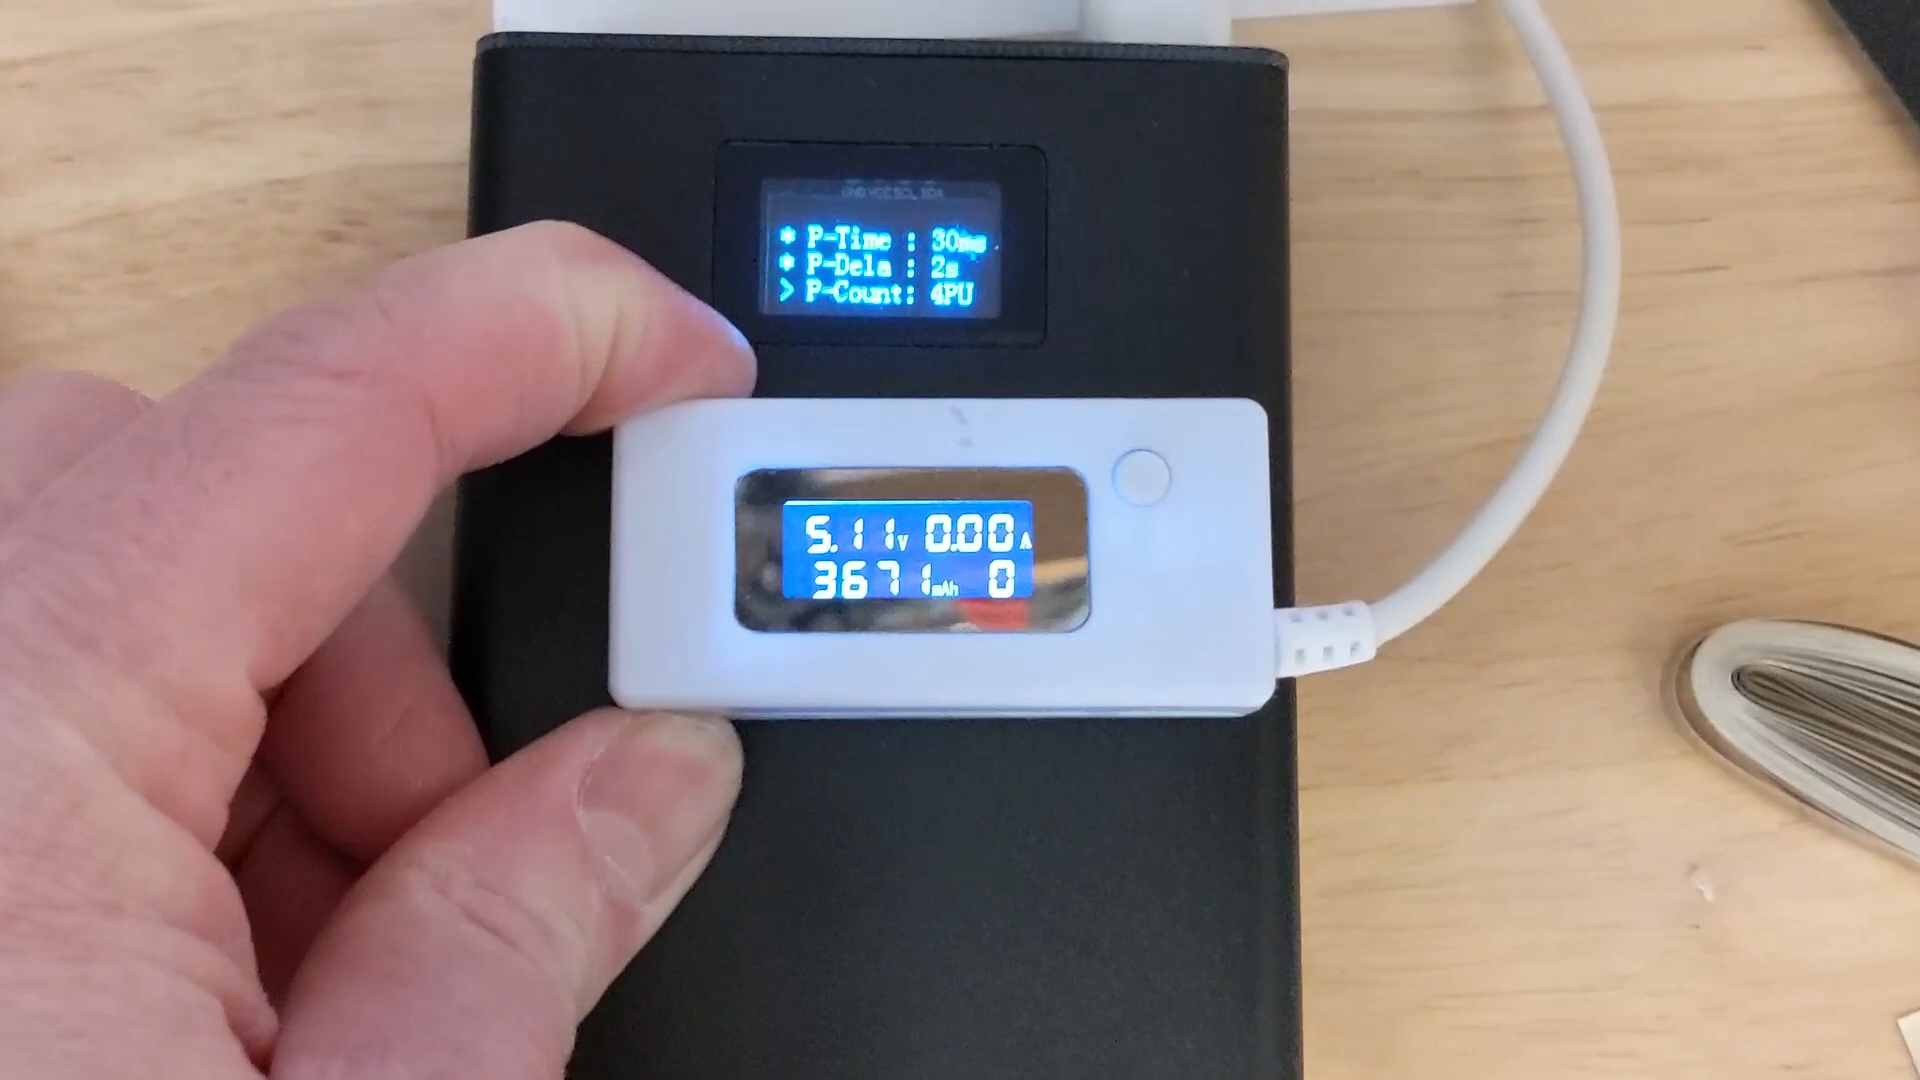 GND VCC SCL SDA
* P-Time : 30ms
* P-Dela : 2s
> P-Count: 4PU
5.11V 0.00A
3671mAh 0